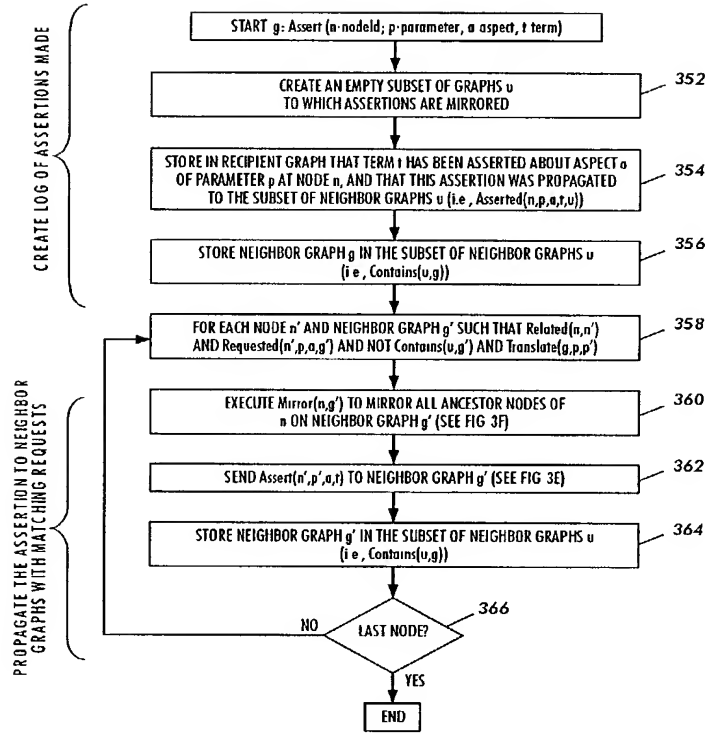 START g: Assert (n·nodeId; p·parameter, a aspect, t term)
CREATE LOG OF ASSERTIONS MADE
CREATE AN EMPTY SUBSET OF GRAPHS u
TO WHICH ASSERTIONS ARE MIRRORED
352
STORE IN RECIPIENT GRAPH THAT TERM t HAS BEEN ASSERTED ABOUT ASPECT a
OF PARAMETER p AT NODE n, AND THAT THIS ASSERTION WAS PROPAGATED
TO THE SUBSET OF NEIGHBOR GRAPHS u (i.e, Asserted(n,p,a,t,u))
354
STORE NEIGHBOR GRAPH g IN THE SUBSET OF NEIGHBOR GRAPHS u
(i e, Contains(u,g))
356
FOR EACH NODE n' AND NEIGHBOR GRAPH g' SUCH THAT Related(n,n')
AND Requested(n',p,a,g') AND NOT Contains(u,g') AND Translate(g,p,p')
358
PROPAGATE THE ASSERTION TO NEIGHBOR
GRAPHS WITH MATCHING REQUESTS
EXECUTE Mirror(n,g') TO MIRROR ALL ANCESTOR NODES OF
n ON NEIGHBOR GRAPH g' (SEE FIG 3F)
360
SEND Assert(n',p',a,t) TO NEIGHBOR GRAPH g' (SEE FIG 3E)
362
STORE NEIGHBOR GRAPH g' IN THE SUBSET OF NEIGHBOR GRAPHS u
(i e, Contains(u,g))
364
LAST NODE?
366
NO
YES
END